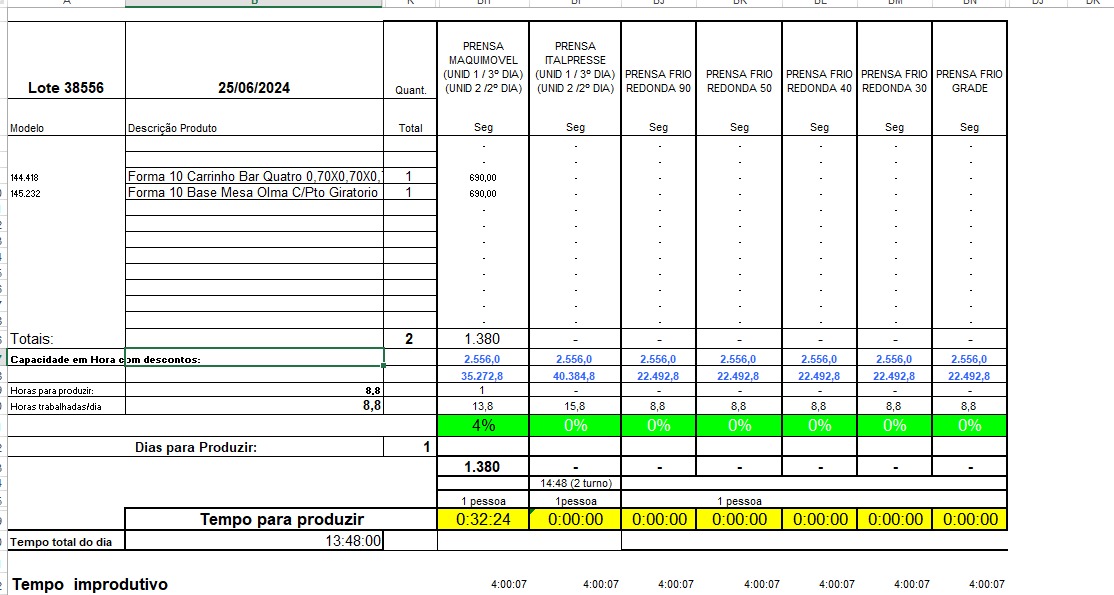 A B K BH BI BJ BK BL BM BN DJ DK
PRENSA MAQUIMOVEL (UNID 1 / 3º DIA) (UNID 2 /2º DIA)
PRENSA ITALPRESSE (UNID 1 / 3º DIA) (UNID 2 /2º DIA)
PRENSA FRIO REDONDA 90
PRENSA FRIO REDONDA 50
PRENSA FRIO REDONDA 40
PRENSA FRIO REDONDA 30
PRENSA FRIO GRADE
Lote 38556 25/06/2024 Quant.
Modelo Descrição Produto Total Seg Seg Seg Seg Seg Seg Seg
- - - - - - -
- - - - - - -
144.418 Forma 10 Carrinho Bar Quatro 0,70X0,70X0, 1 690,00 - - - - - -
145.232 Forma 10 Base Mesa Olma C/Pto Giratorio 1 690,00 - - - - - -
- - - - - - -
- - - - - - -
- - - - - - -
- - - - - - -
- - - - - - -
- - - - - - -
- - - - - - -
- - - - - - -
Totais: 2 1.380 - - - - - -
Capacidade em Hora com descontos: 2.556,0 2.556,0 2.556,0 2.556,0 2.556,0 2.556,0 2.556,0
35.272,8 40.384,8 22.492,8 22.492,8 22.492,8 22.492,8 22.492,8
Horas para produzir: 8,8 1 - - - - - -
Horas trabalhadas/dia 8,8 13,8 15,8 8,8 8,8 8,8 8,8 8,8
4% 0% 0% 0% 0% 0% 0%
Dias para Produzir: 1
1.380 - - - - - -
14:48 (2 turno)
1 pessoa 1pessoa 1 pessoa
Tempo para produzir 0:32:24 0:00:00 0:00:00 0:00:00 0:00:00 0:00:00 0:00:00
Tempo total do dia 13:48:00
Tempo improdutivo 4:00:07 4:00:07 4:00:07 4:00:07 4:00:07 4:00:07 4:00:07